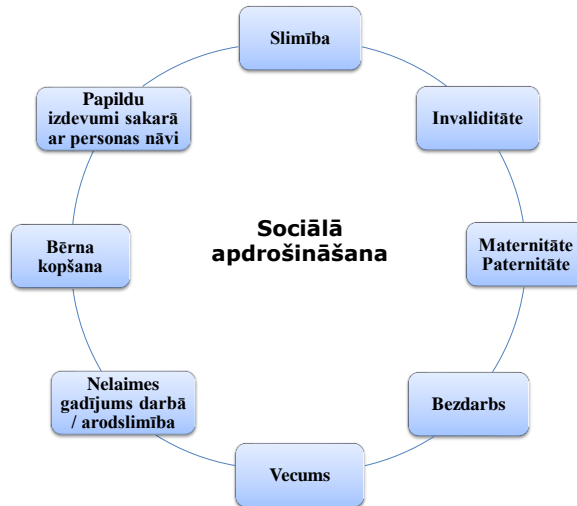 Slimība
Invaliditāte
Maternitāte
Paternitāte
Bezdarbs
Vecums
Nelaimes
gadījums darbā
/ arodslimība
Bērna
kopšana
Papildu
izdevumi sakarā
ar personas nāvi
Sociālā
apdrošināšana